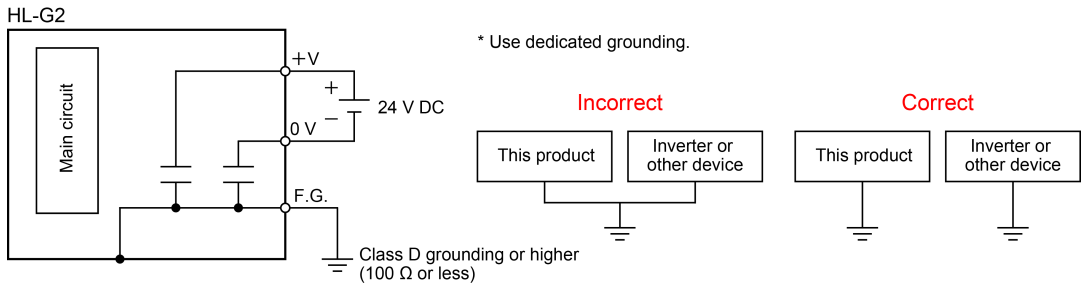 HL-G2
Main circuit
+V
+
24 V DC
−
0 V
F.G.
Class D grounding or higher
(100 Ω or less)
* Use dedicated grounding.
Incorrect
This product
Inverter or
other device
Correct
This product
Inverter or
other device